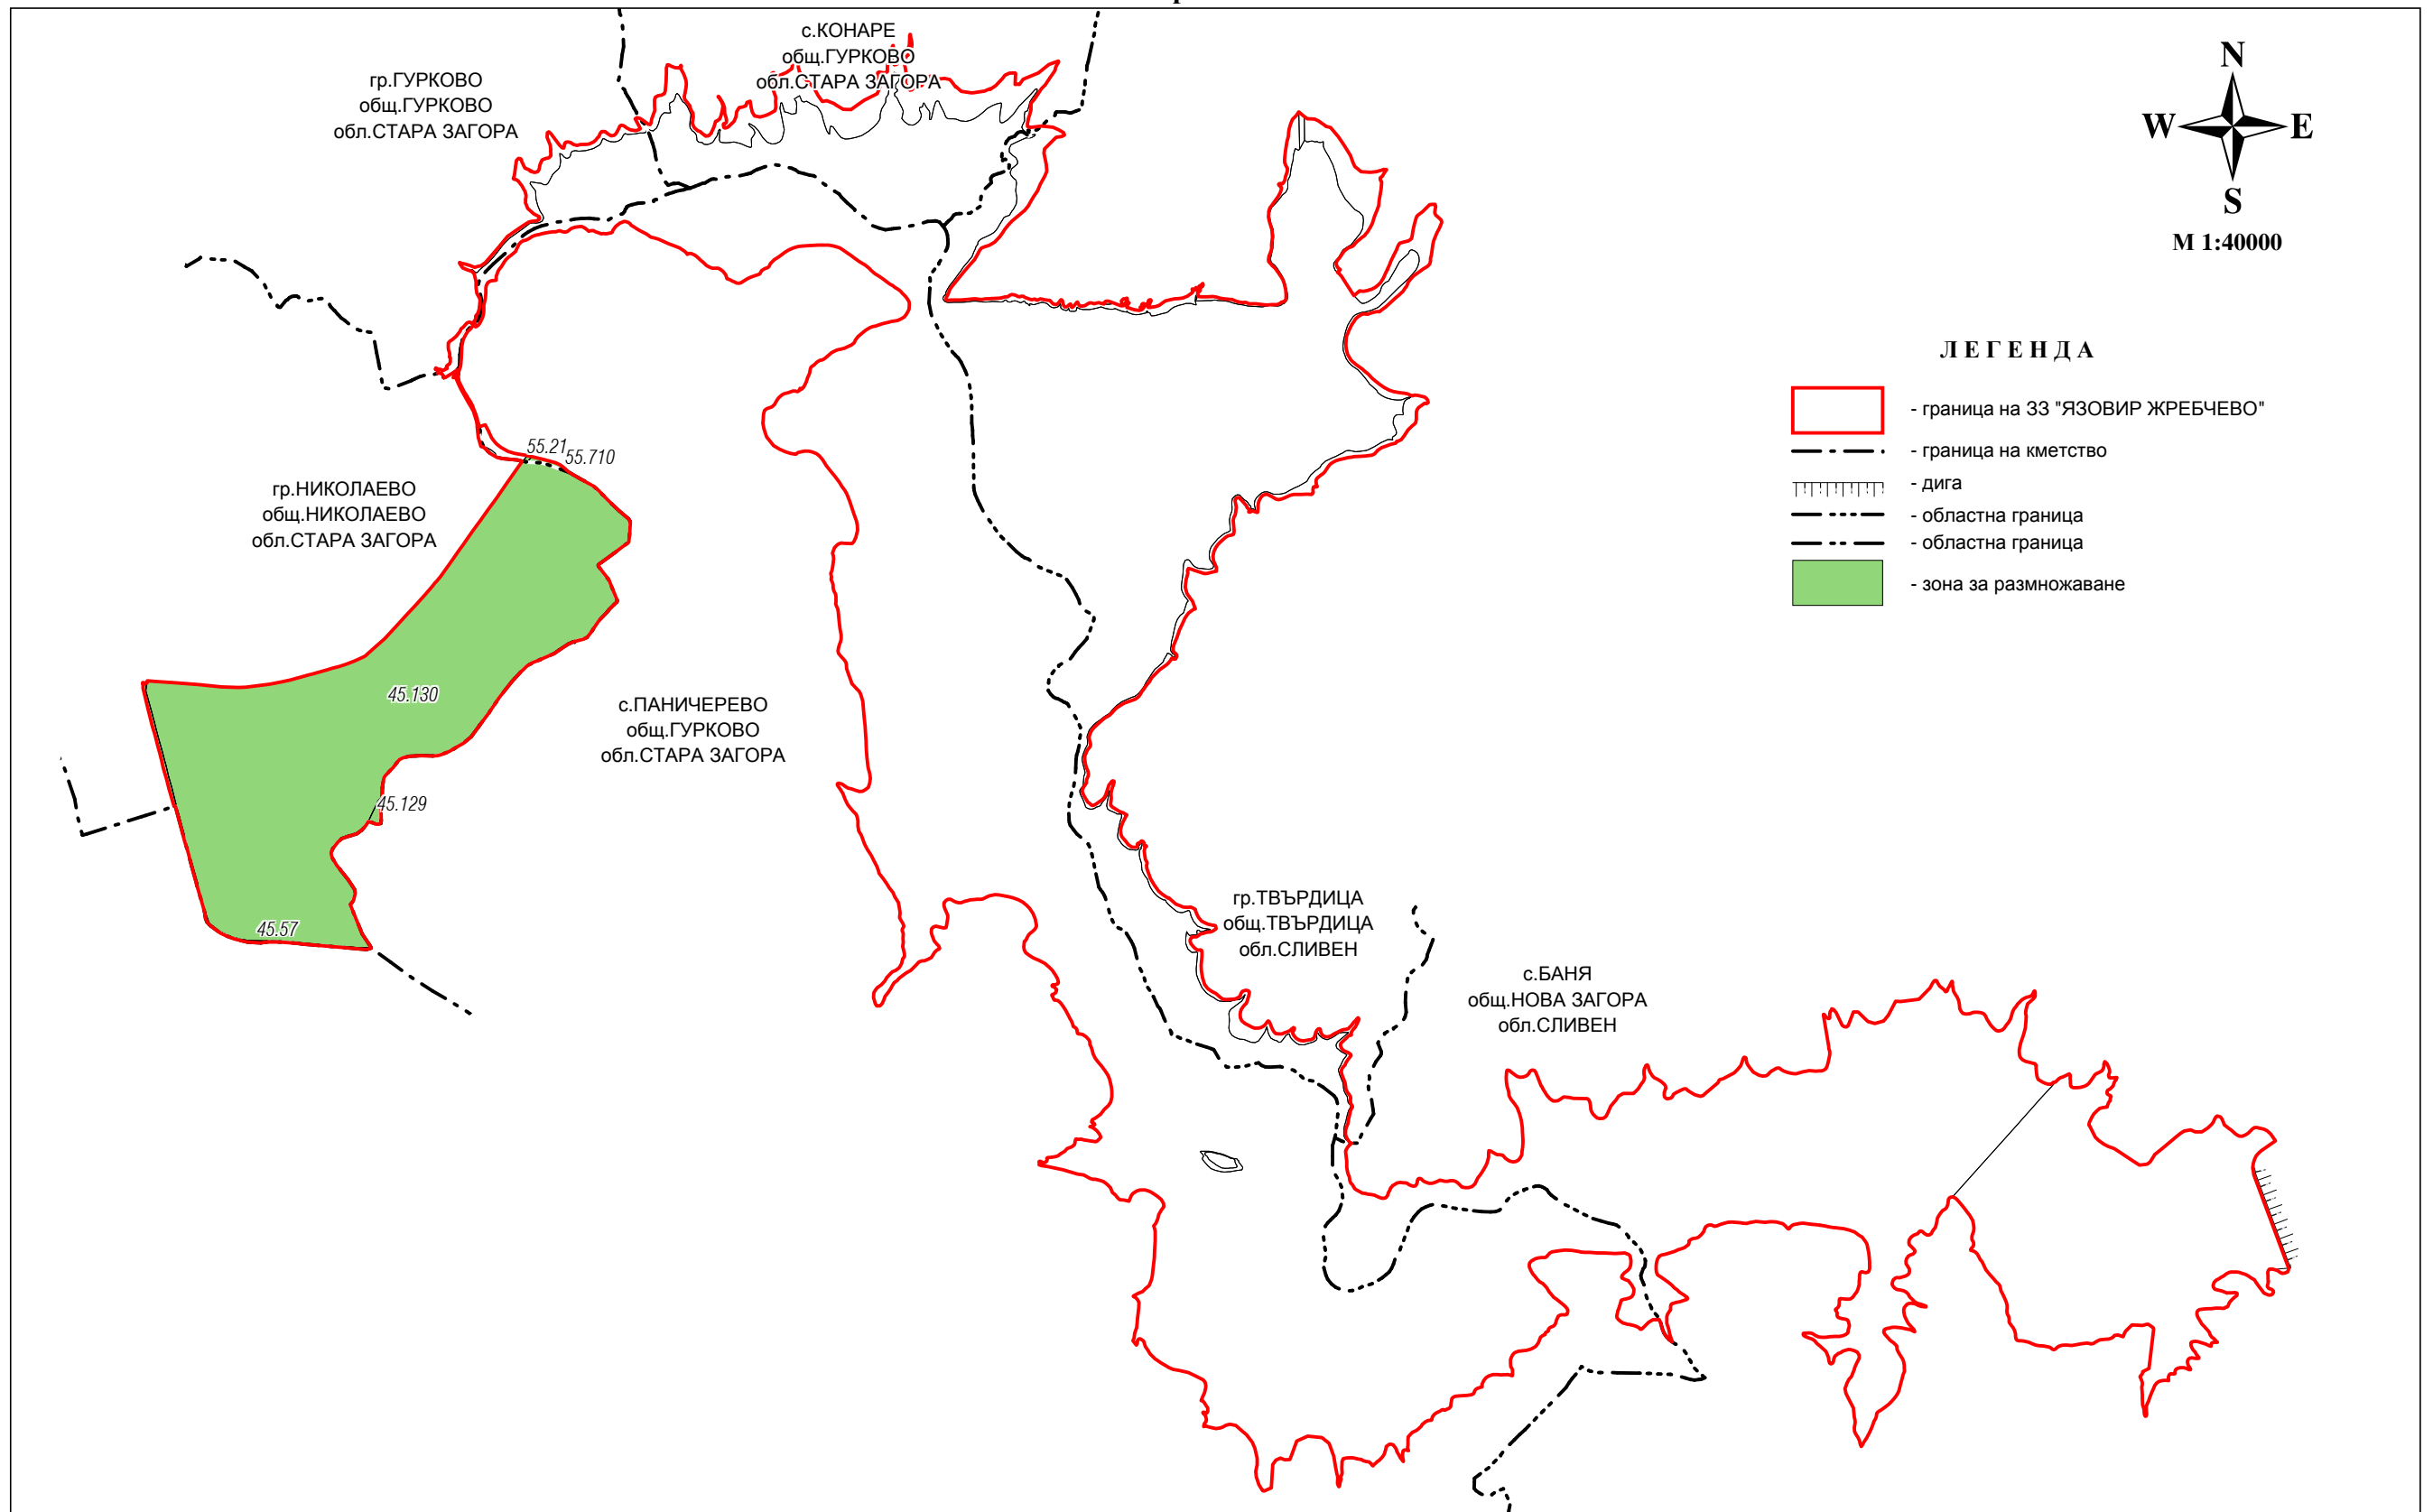 с.КОНАРЕ
общ.ГУРКОВО
обл.СТАРА ЗАГОРА
гр.ГУРКОВО
общ.ГУРКОВО
обл.СТАРА ЗАГОРА
N
W
E
S
М 1:40000
Л Е Г Е Н Д А
- граница на ЗЗ "ЯЗОВИР ЖРЕБЧЕВО"
- граница на кметство
- дига
- областна граница
- областна граница
- зона за размножаване
55.21
55.710
гр.НИКОЛАЕВО
общ.НИКОЛАЕВО
обл.СТАРА ЗАГОРА
45.130
с.ПАНИЧЕРЕВО
общ.ГУРКОВО
обл.СТАРА ЗАГОРА
45.129
45.57
гр.ТВЪРДИЦА
общ.ТВЪРДИЦА
обл.СЛИВЕН
с.БАНЯ
общ.НОВА ЗАГОРА
обл.СЛИВЕН